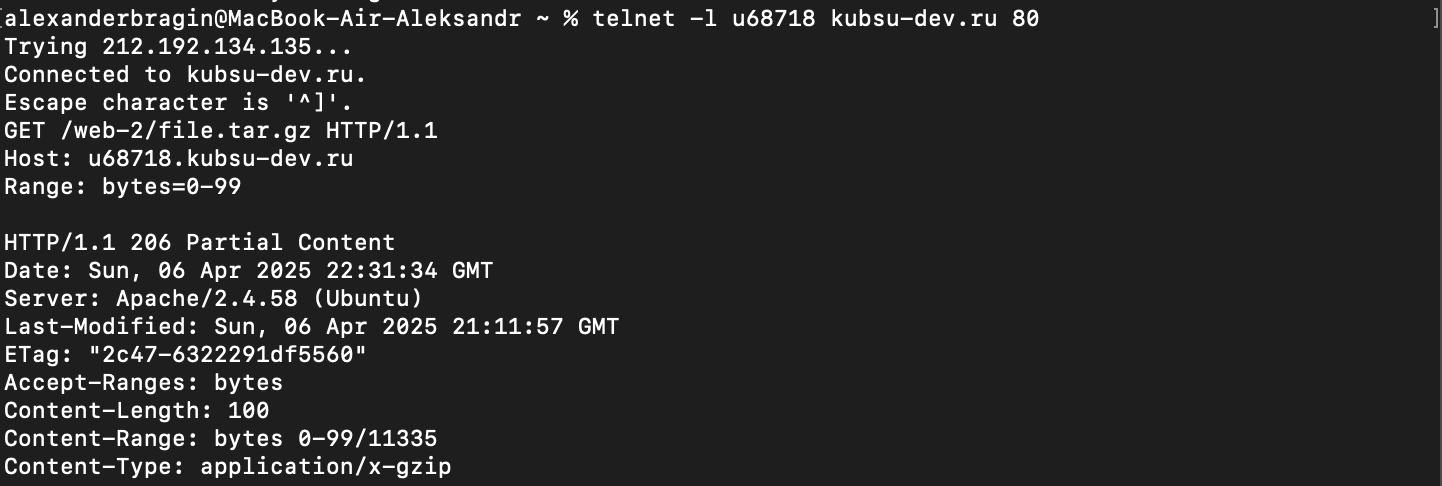 [alexanderbragin@MacBook-Air-Aleksandr ~ % telnet -l u68718 kubsu-dev.ru 80 ]
Trying 212.192.134.135...
Connected to kubsu-dev.ru.
Escape character is '^]'.
GET /web-2/file.tar.gz HTTP/1.1
Host: u68718.kubsu-dev.ru
Range: bytes=0-99

HTTP/1.1 206 Partial Content
Date: Sun, 06 Apr 2025 22:31:34 GMT
Server: Apache/2.4.58 (Ubuntu)
Last-Modified: Sun, 06 Apr 2025 21:11:57 GMT
ETag: "2c47-6322291df5560"
Accept-Ranges: bytes
Content-Length: 100
Content-Range: bytes 0-99/11335
Content-Type: application/x-gzip